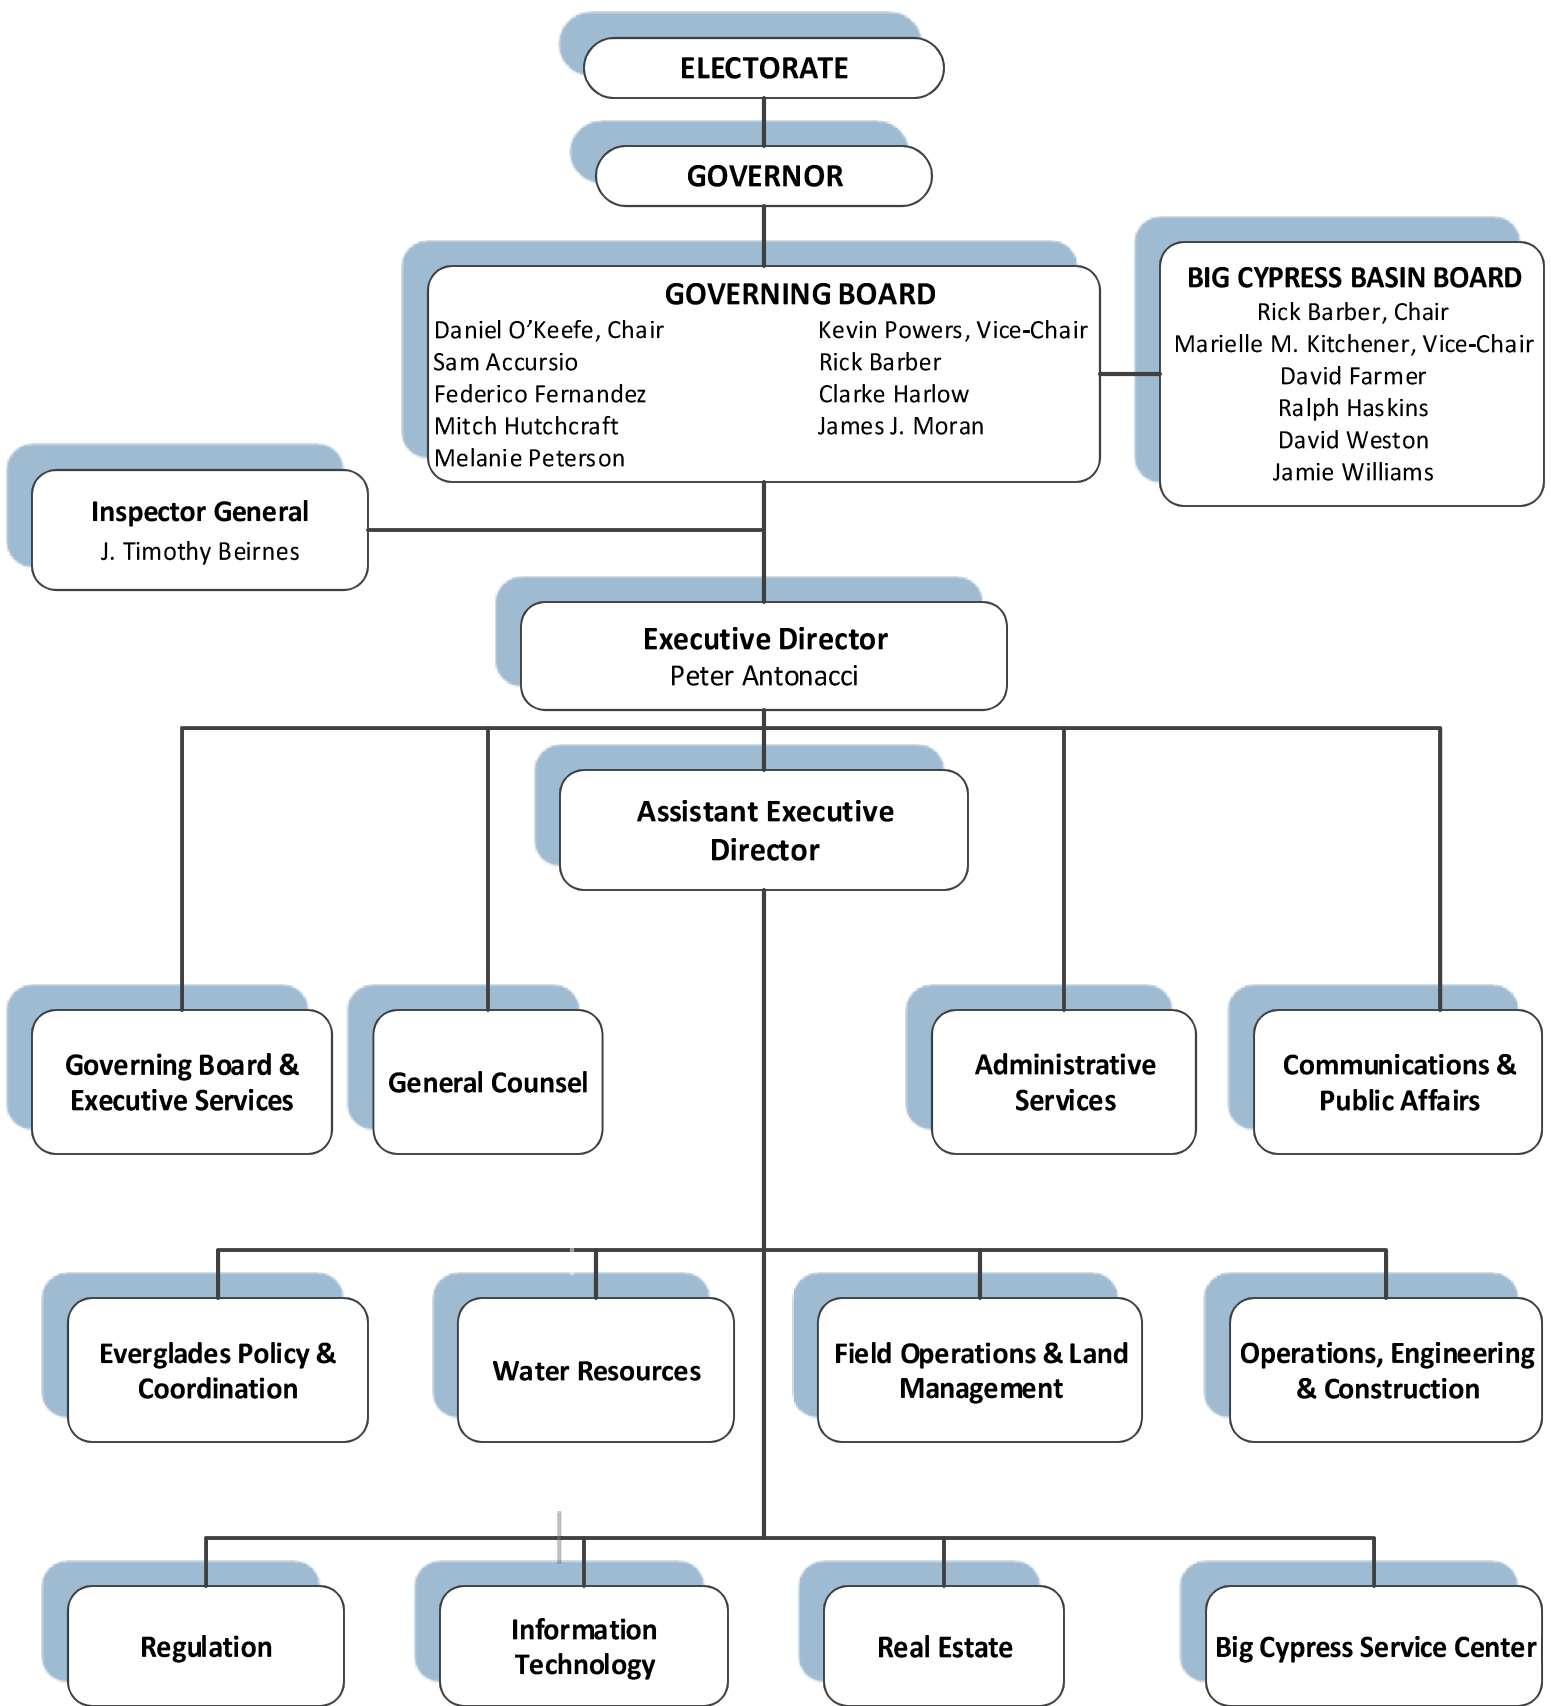 ELECTORATE
GOVERNOR
GOVERNING BOARD
Daniel O’Keefe, Chair
Kevin Powers, Vice-Chair
Sam Accursio
Rick Barber
Federico Fernandez
Clarke Harlow
Mitch Hutchcraft
James J. Moran
Melanie Peterson
BIG CYPRESS BASIN BOARD
Rick Barber, Chair
Marielle M. Kitchener, Vice-Chair
David Farmer
Ralph Haskins
David Weston
Jamie Williams
Inspector General
J. Timothy Beirnes
Executive Director
Peter Antonacci
Assistant Executive
Director
Governing Board &
Executive Services
General Counsel
Administrative
Services
Communications &
Public Affairs
Everglades Policy &
Coordination
Water Resources
Field Operations & Land
Management
Operations, Engineering
& Construction
Regulation
Information
Technology
Real Estate
Big Cypress Service Center